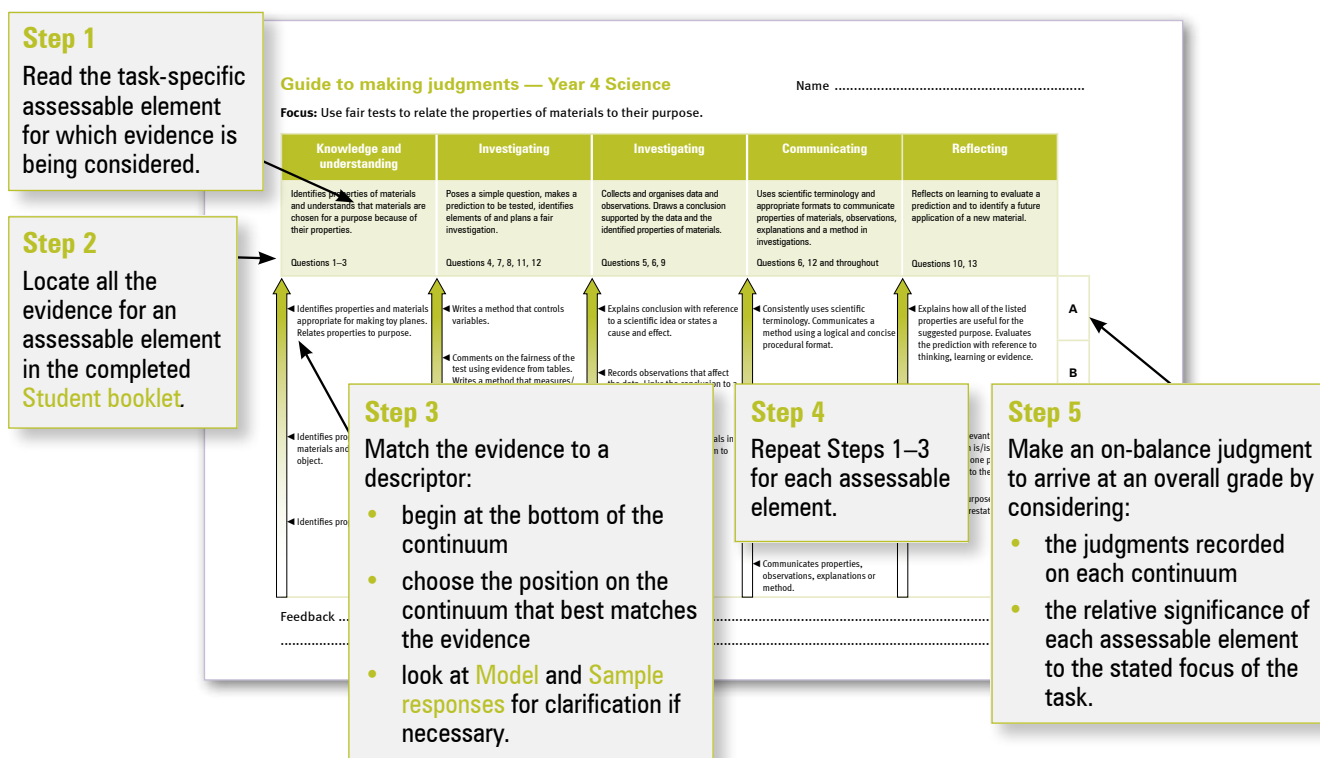 Step 1
Read the task-specific
assessable element
for which evidence is
being considered.
Step 2
Locate all the
evidence for an
assessable element
in the completed
Student booklet.
Guide to making judgments — Year 4 Science
Name
Focus: Use fair tests to relate the properties of materials to their purpose.
Knowledge and
understanding
Identifies properties of materials
and understands that materials are
chosen for a purpose because of
their properties.
Questions 1–3
Investigating
Poses a simple question, makes a
prediction to be tested, identifies
elements of and plans a fair
investigation.
Questions 4, 7, 8, 11, 12
Investigating
Collects and organises data and
observations. Draws a conclusion
supported by the data and the
identified properties of materials.
Questions 5, 6, 9
Communicating
Uses scientific terminology and
appropriate formats to communicate
properties of materials, observations,
explanations and a method in
investigations.
Questions 6, 12 and throughout
Reflecting
Reflects on learning to evaluate a
prediction and to identify a future
application of a new material.
Questions 10, 13
Identifies properties and materials
appropriate for making toy planes.
Relates properties to purpose.
Identifies
materials and
object.
Identifies
Writes a method that controls
variables.
Comments on the fairness of the
test using evidence from tables.
Writes a method that measures/
Explains conclusion with reference
to a scientific idea or states a
cause and effect.
Records observations that affect
Consistently uses scientific
terminology. Communicates a
method using a logical and concise
procedural format.
Communicates properties,
observations, explanations or
method.
Explains how all of the listed
properties are useful for the
suggested purpose. Evaluates
the prediction with reference to
thinking, learning or evidence.
A
B
Feedback
Step 3
Match the evidence to a
descriptor:
• begin at the bottom of the
continuum
• choose the position on the
continuum that best matches
the evidence
• look at Model and Sample
responses for clarification if
necessary.
Step 4
Repeat Steps 1–3
for each assessable
element.
Step 5
Make an on-balance judgment
to arrive at an overall grade by
considering:
• the judgments recorded
on each continuum
• the relative significance of
each assessable element
to the stated focus of the
task.